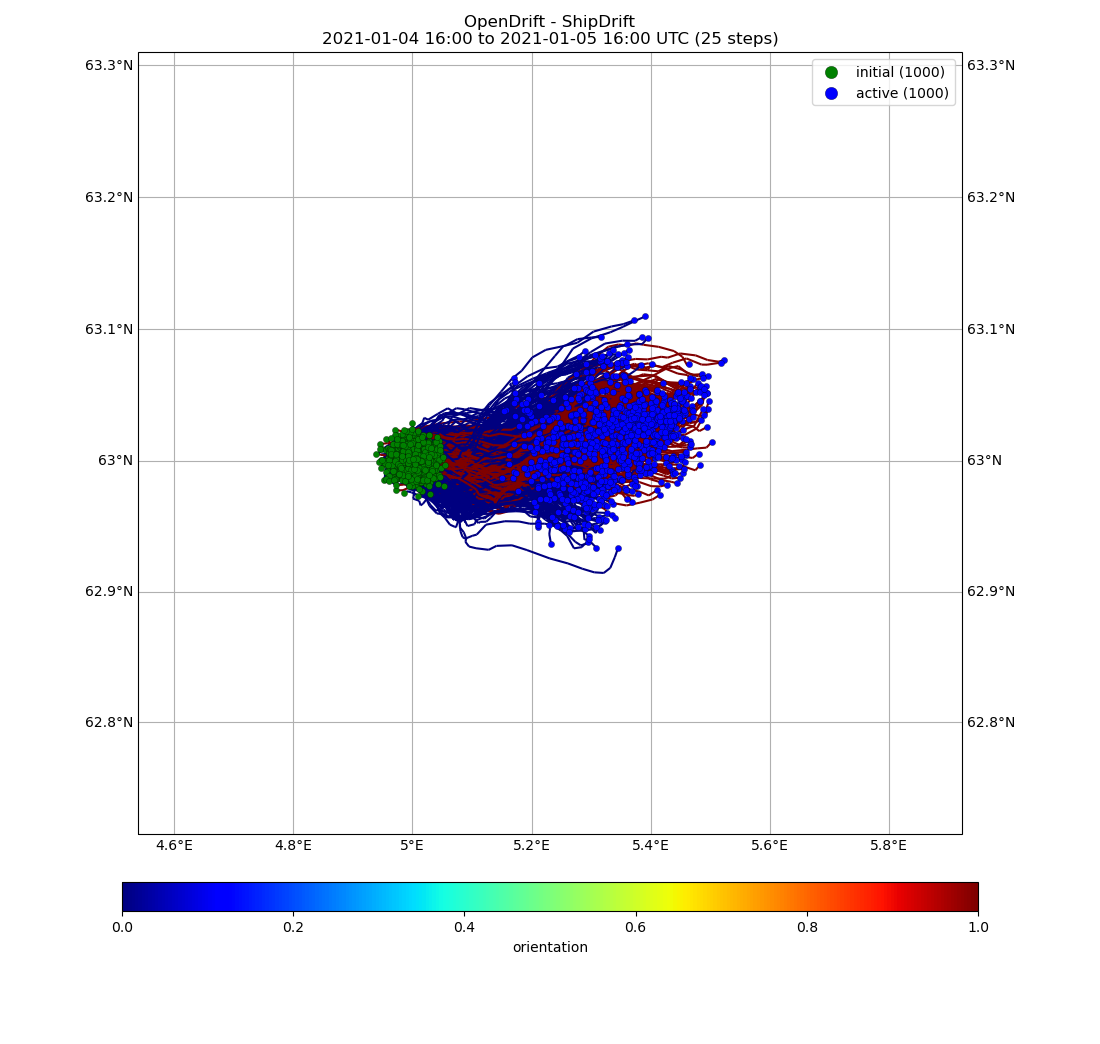 OpenDrift - ShipDrift
2021-01-04 16:00 to 2021-01-05 16:00 UTC (25 steps)
initial (1000)
active (1000)
63.3°N 63.3°N
63.2°N 63.2°N
63.1°N 63.1°N
63°N 63°N
62.9°N 62.9°N
62.8°N 62.8°N
4.6°E 4.8°E 5°E 5.2°E 5.4°E 5.6°E 5.8°E
0.0 0.2 0.4 0.6 0.8 1.0
orientation